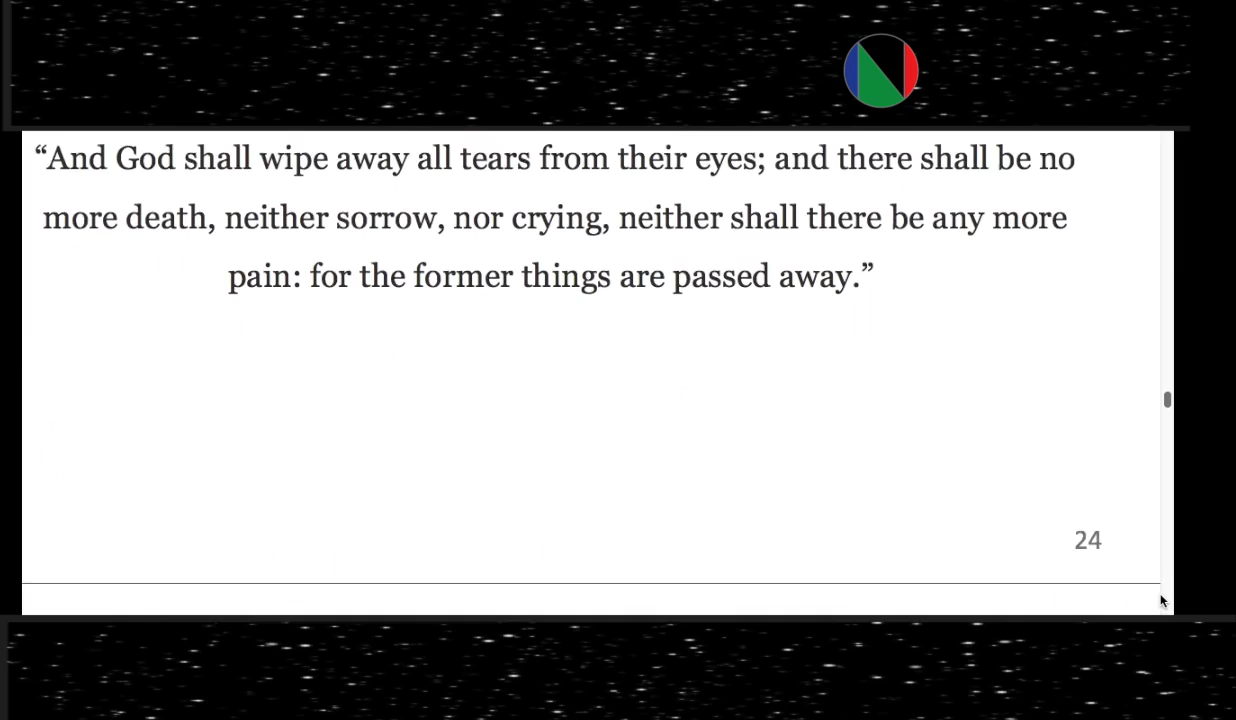 “And God shall wipe away all tears from their eyes; and there shall be no
more death, neither sorrow, nor crying, neither shall there be any more
pain: for the former things are passed away.”
24